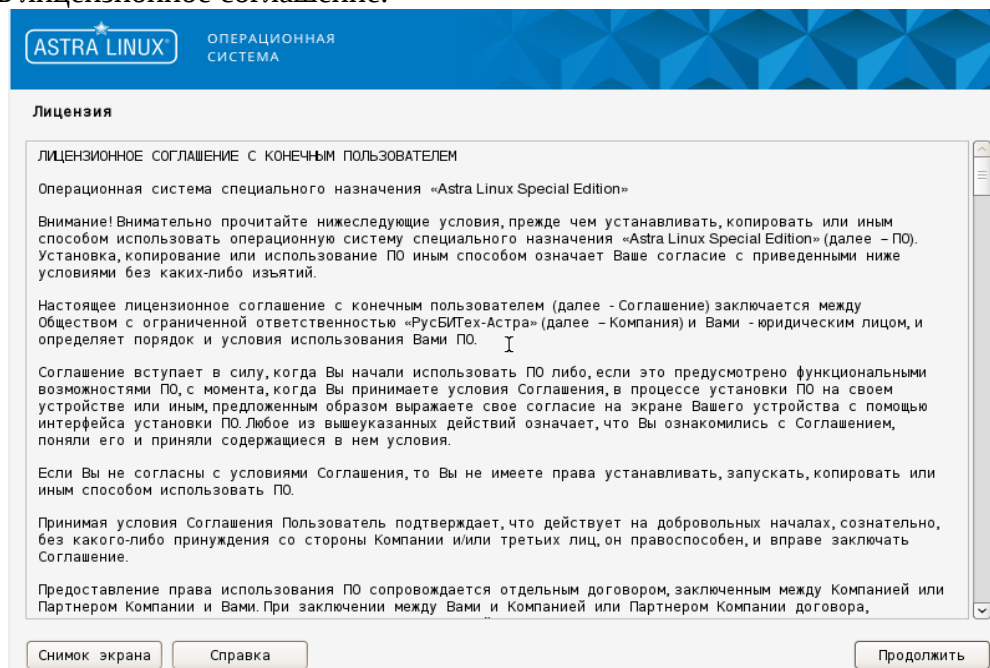 лицензионное соглашение.
ASTRA LINUX®
ОПЕРАЦИОННАЯ
СИСТЕМА
Лицензия
ЛИЦЕНЗИОННОЕ СОГЛАШЕНИЕ С КОНЕЧНЫМ ПОЛЬЗОВАТЕЛЕМ
Операционная система специального назначения «Astra Linux Special Edition»
Внимание! Внимательно прочитайте нижеследующие условия, прежде чем устанавливать, копировать или иным
способом использовать операционную систему специального назначения «Astra Linux Special Edition» (далее – ПО).
Установка, копирование или использование ПО иным способом означает Ваше согласие с приведенными ниже
условиями без каких-либо изъятий.
Настоящее лицензионное соглашение с конечным пользователем (далее - Соглашение) заключается между
Обществом с ограниченной ответственностью «РусБИТех-Астра» (далее – Компания) и Вами - юридическим лицом, и
определяет порядок и условия использования Вами ПО.
Соглашение вступает в силу, когда Вы начали использовать ПО либо, если это предусмотрено функциональными
возможностями ПО, с момента, когда Вы принимаете условия Соглашения, в процессе установки ПО на своем
устройстве или иным, предложенным образом выражаете свое согласие на экране Вашего устройства с помощью
интерфейса установки ПО. Любое из вышеуказанных действий означает, что Вы ознакомились с Соглашением,
поняли его и приняли содержащиеся в нем условия.
Если Вы не согласны с условиями Соглашения, то Вы не имеете права устанавливать, запускать, копировать или
иным способом использовать ПО.
Принимая условия Соглашения Пользователь подтверждает, что действует на добровольных началах, сознательно,
без какого-либо принуждения со стороны Компании и/или третьих лиц, он правоспособен, и вправе заключать
Соглашение.
Предоставление права использования ПО сопровождается отдельным договором, заключенным между Компанией или
Партнером Компании и Вами. При заключении между Вами и Компанией или Партнером Компании договора,
Снимок экрана
Справка
Продолжить